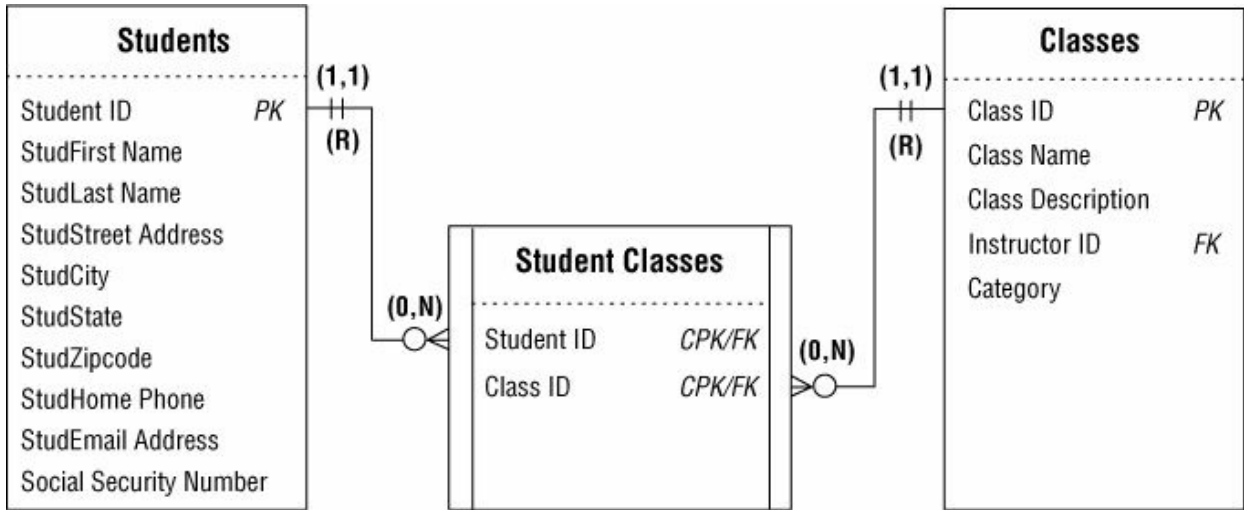 Students
(1,1)
Student ID PK
(R)
StudFirst Name
StudLast Name
StudStreet Address
StudCity
StudState
StudZipcode
StudHome Phone
StudEmail Address
Social Security Number
(0,N)
Student Classes
Student ID CPK/FK
Class ID CPK/FK
(0,N)
Classes
(1,1)
Class ID PK
(R)
Class Name
Class Description
Instructor ID FK
Category